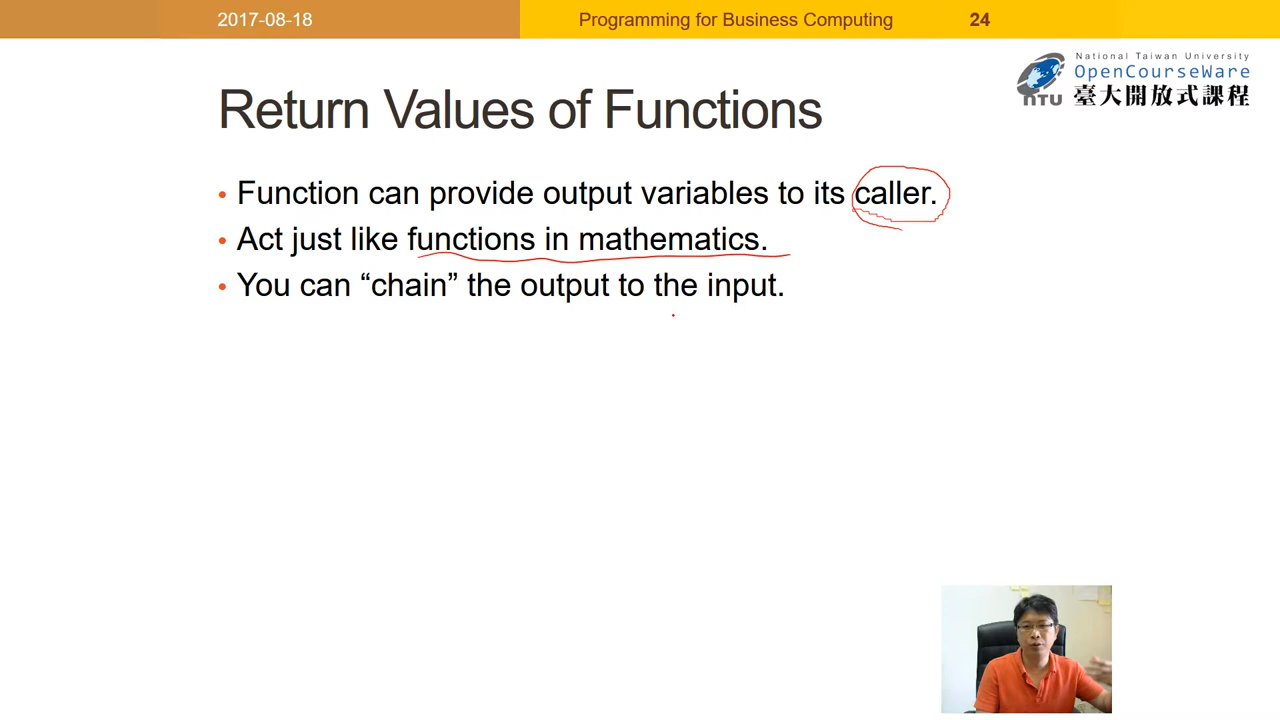 2017-08-18
Programming for Business Computing
24
National Taiwan University
OpenCourseWare
NTU
臺大開放式課程
Return Values of Functions
• Function can provide output variables to its caller.
• Act just like functions in mathematics.
• You can “chain” the output to the input.